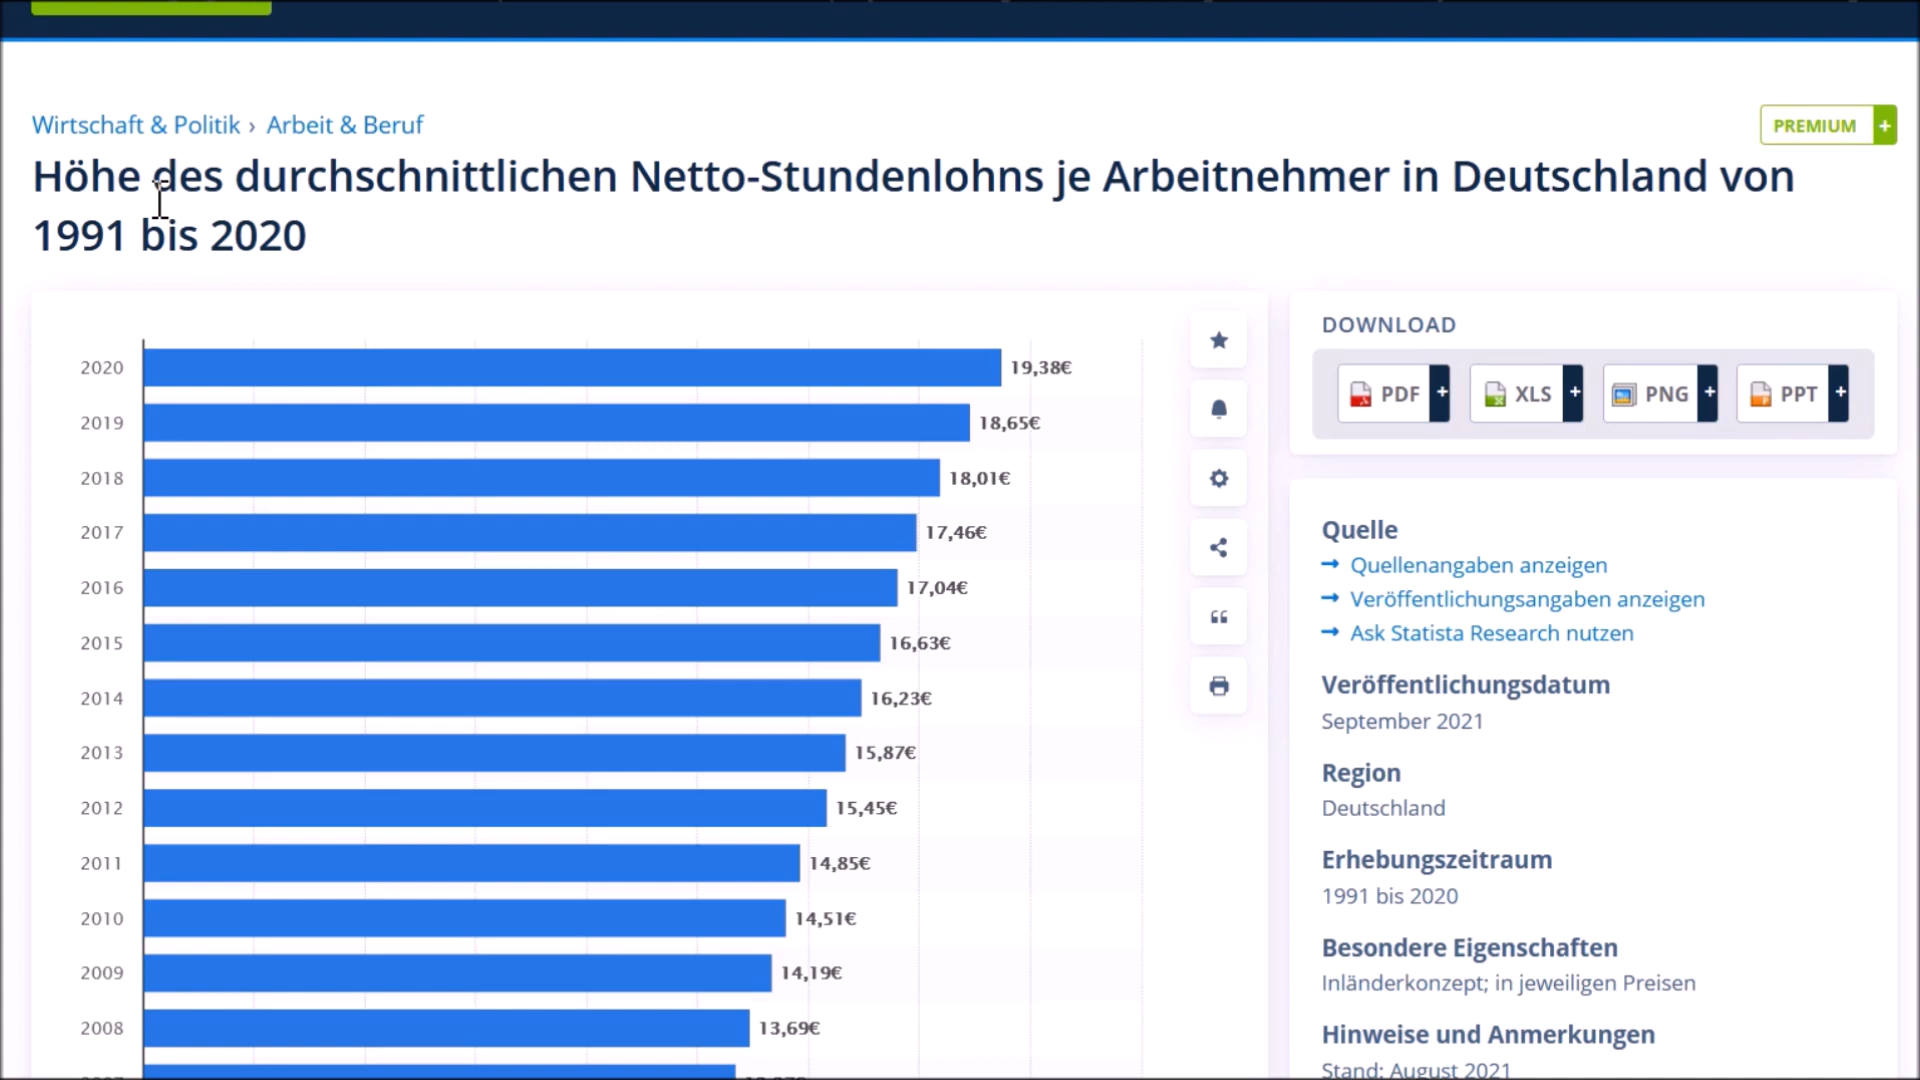 Wirtschaft & Politik › Arbeit & Beruf
PREMIUM +
Höhe des durchschnittlichen Netto-Stundenlohns je Arbeitnehmer in Deutschland von
1991 bis 2020
2020 19,38€
2019 18,65€
2018 18,01€
2017 17,46€
2016 17,04€
2015 16,63€
2014 16,23€
2013 15,87€
2012 15,45€
2011 14,85€
2010 14,51€
2009 14,19€
2008 13,69€
DOWNLOAD
PDF + XLS + PNG + PPT +
Quelle
→ Quellenangaben anzeigen
→ Veröffentlichungsangaben anzeigen
→ Ask Statista Research nutzen
Veröffentlichungsdatum
September 2021
Region
Deutschland
Erhebungszeitraum
1991 bis 2020
Besondere Eigenschaften
Inländerkonzept; in jeweiligen Preisen
Hinweise und Anmerkungen
Stand: August 2021